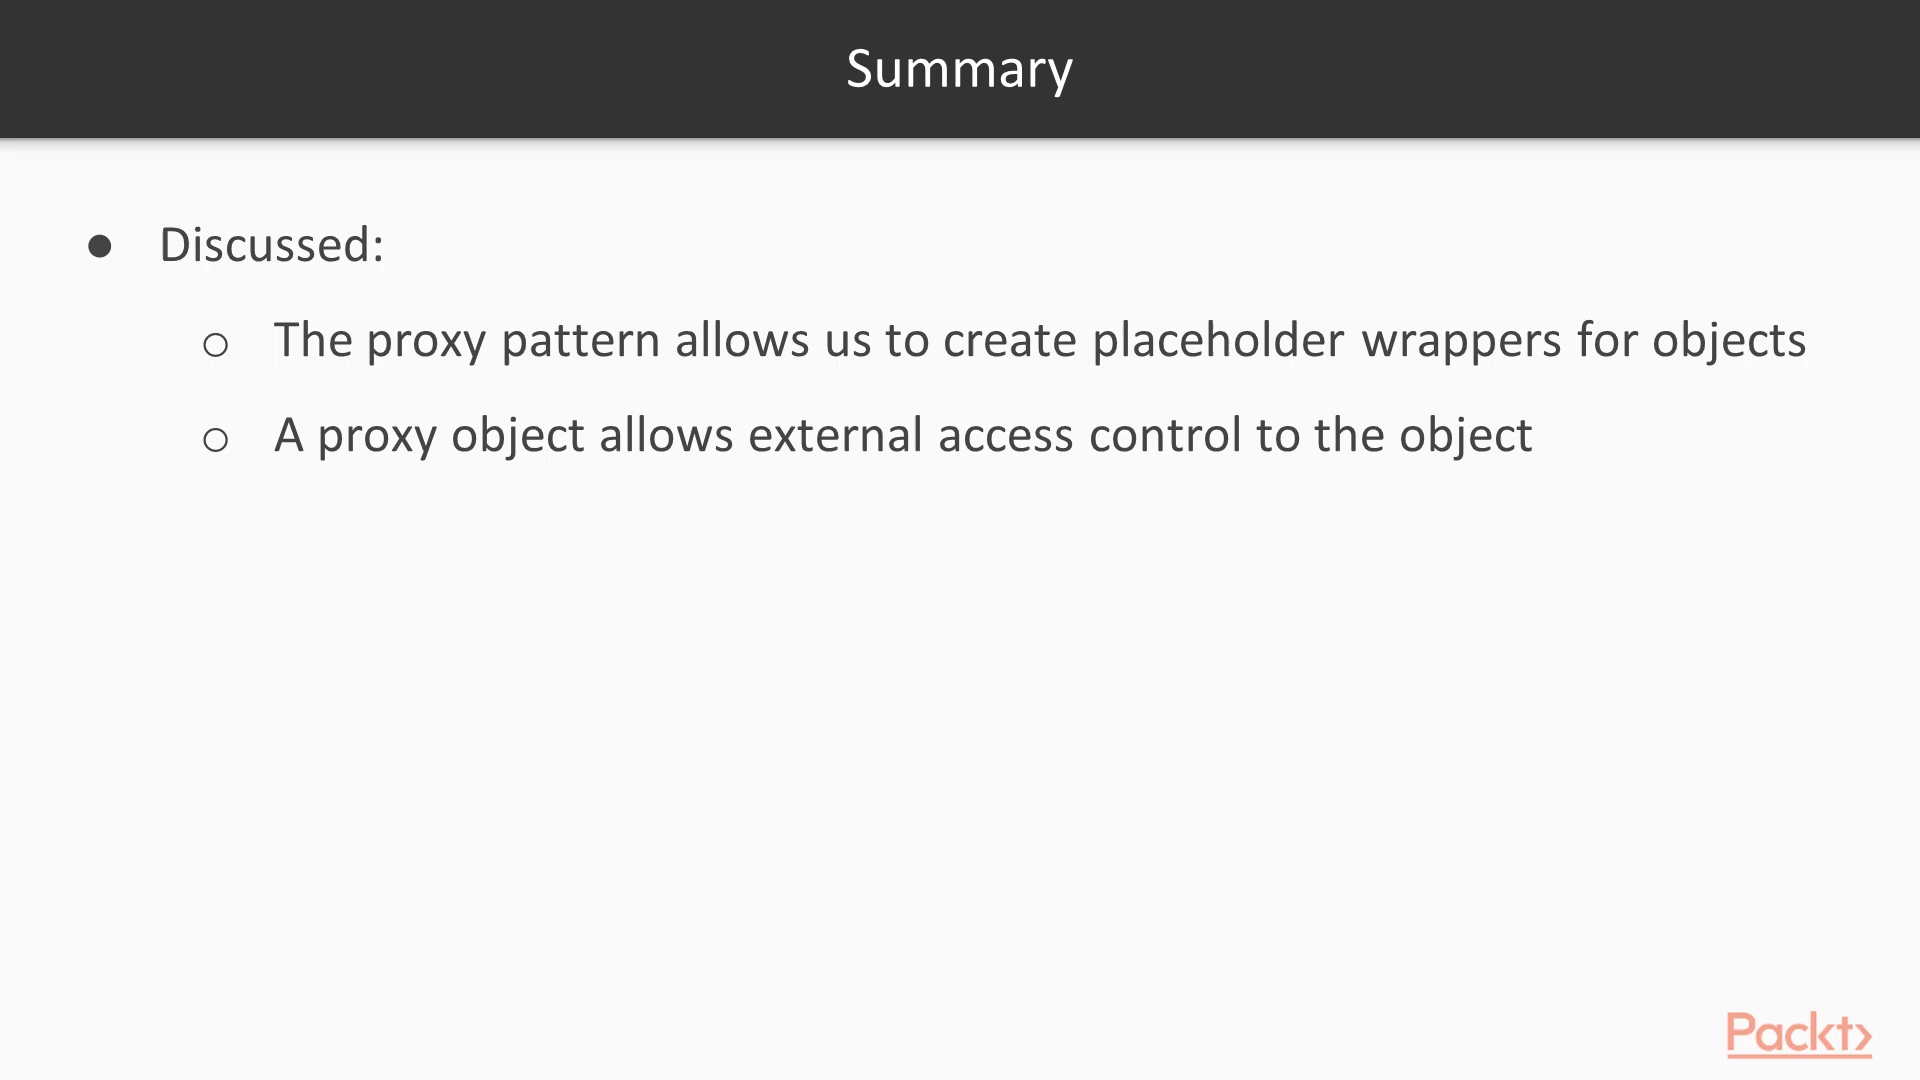 Summary
● Discussed:
○ The proxy pattern allows us to create placeholder wrappers for objects
○ A proxy object allows external access control to the object
Packt>